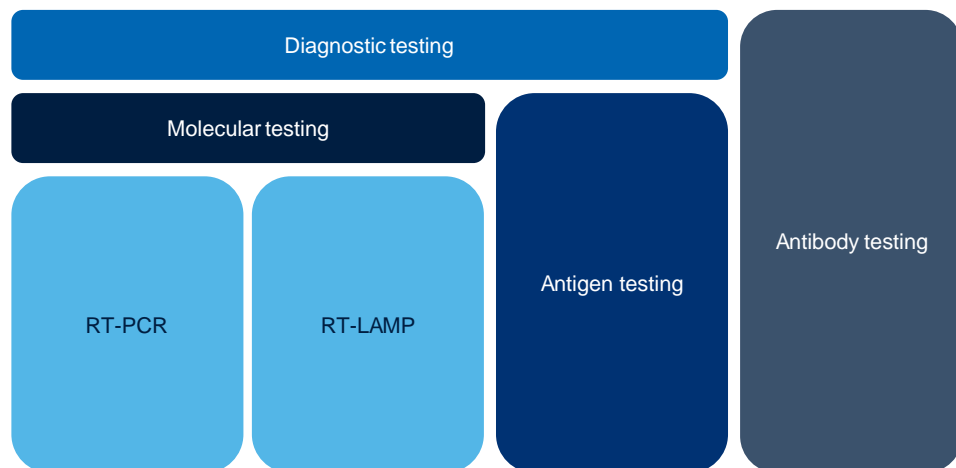 Diagnostic testing
Molecular testing
Antibody testing
Antigen testing
RT-PCR
RT-LAMP